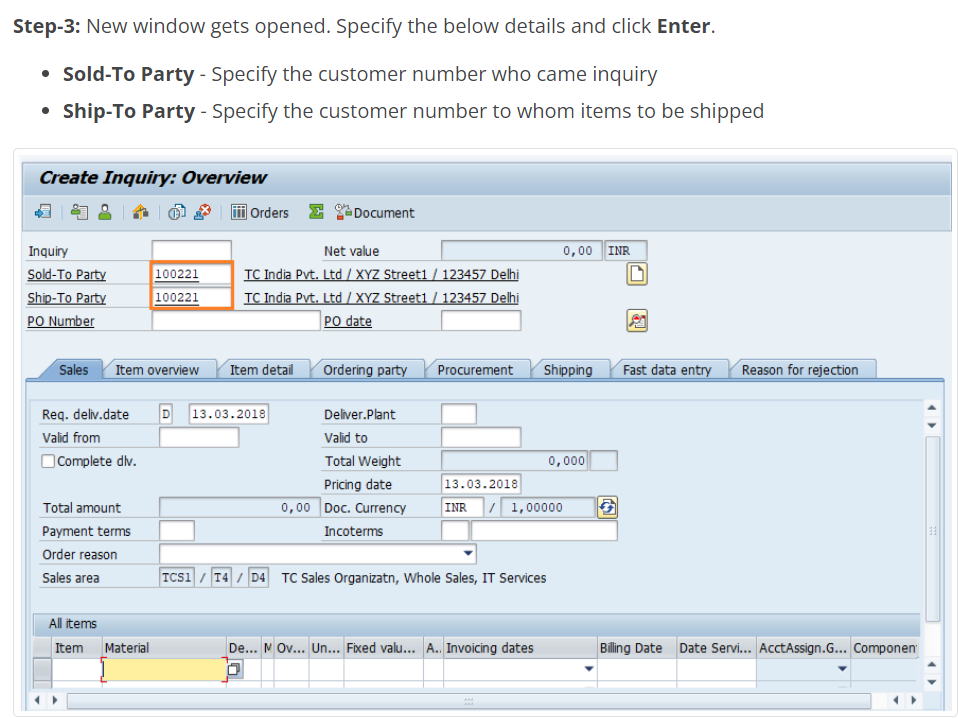 Step-3: New window gets opened. Specify the below details and click Enter.
• Sold-To Party - Specify the customer number who came inquiry
• Ship-To Party - Specify the customer number to whom items to be shipped
Create Inquiry: Overview
Orders Document
Inquiry Net value 0,00 INR
Sold-To Party 100221 TC India Pvt. Ltd / XYZ Street1 / 123457 Delhi
Ship-To Party 100221 TC India Pvt. Ltd / XYZ Street1 / 123457 Delhi
PO Number PO date
Sales Item overview Item detail Ordering party Procurement Shipping Fast data entry Reason for rejection
Req. deliv.date D 13.03.2018 Deliver.Plant
Valid from Valid to
Complete dlv. Total Weight 0,000
Pricing date 13.03.2018
Total amount 0,00 Doc. Currency INR / 1,00000
Payment terms Incoterms
Order reason
Sales area TCS1 / T4 / D4 TC Sales Organizatn, Whole Sales, IT Services
All items
Item Material De... M Ov... Un... Fixed valu... A.. Invoicing dates Billing Date Date Servi... AcctAssign.G... Componen